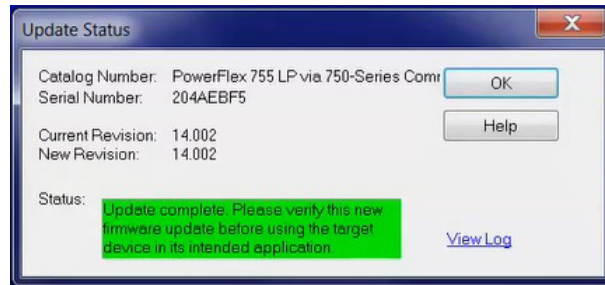 Update Status
Catalog Number: PowerFlex 755 LP via 750-Series Comr
OK
Serial Number: 204AEBF5
Help
Current Revision: 14.002
New Revision: 14.002
Status:
Update complete. Please verify this new
firmware update before using the target
device in its intended application.
View Log